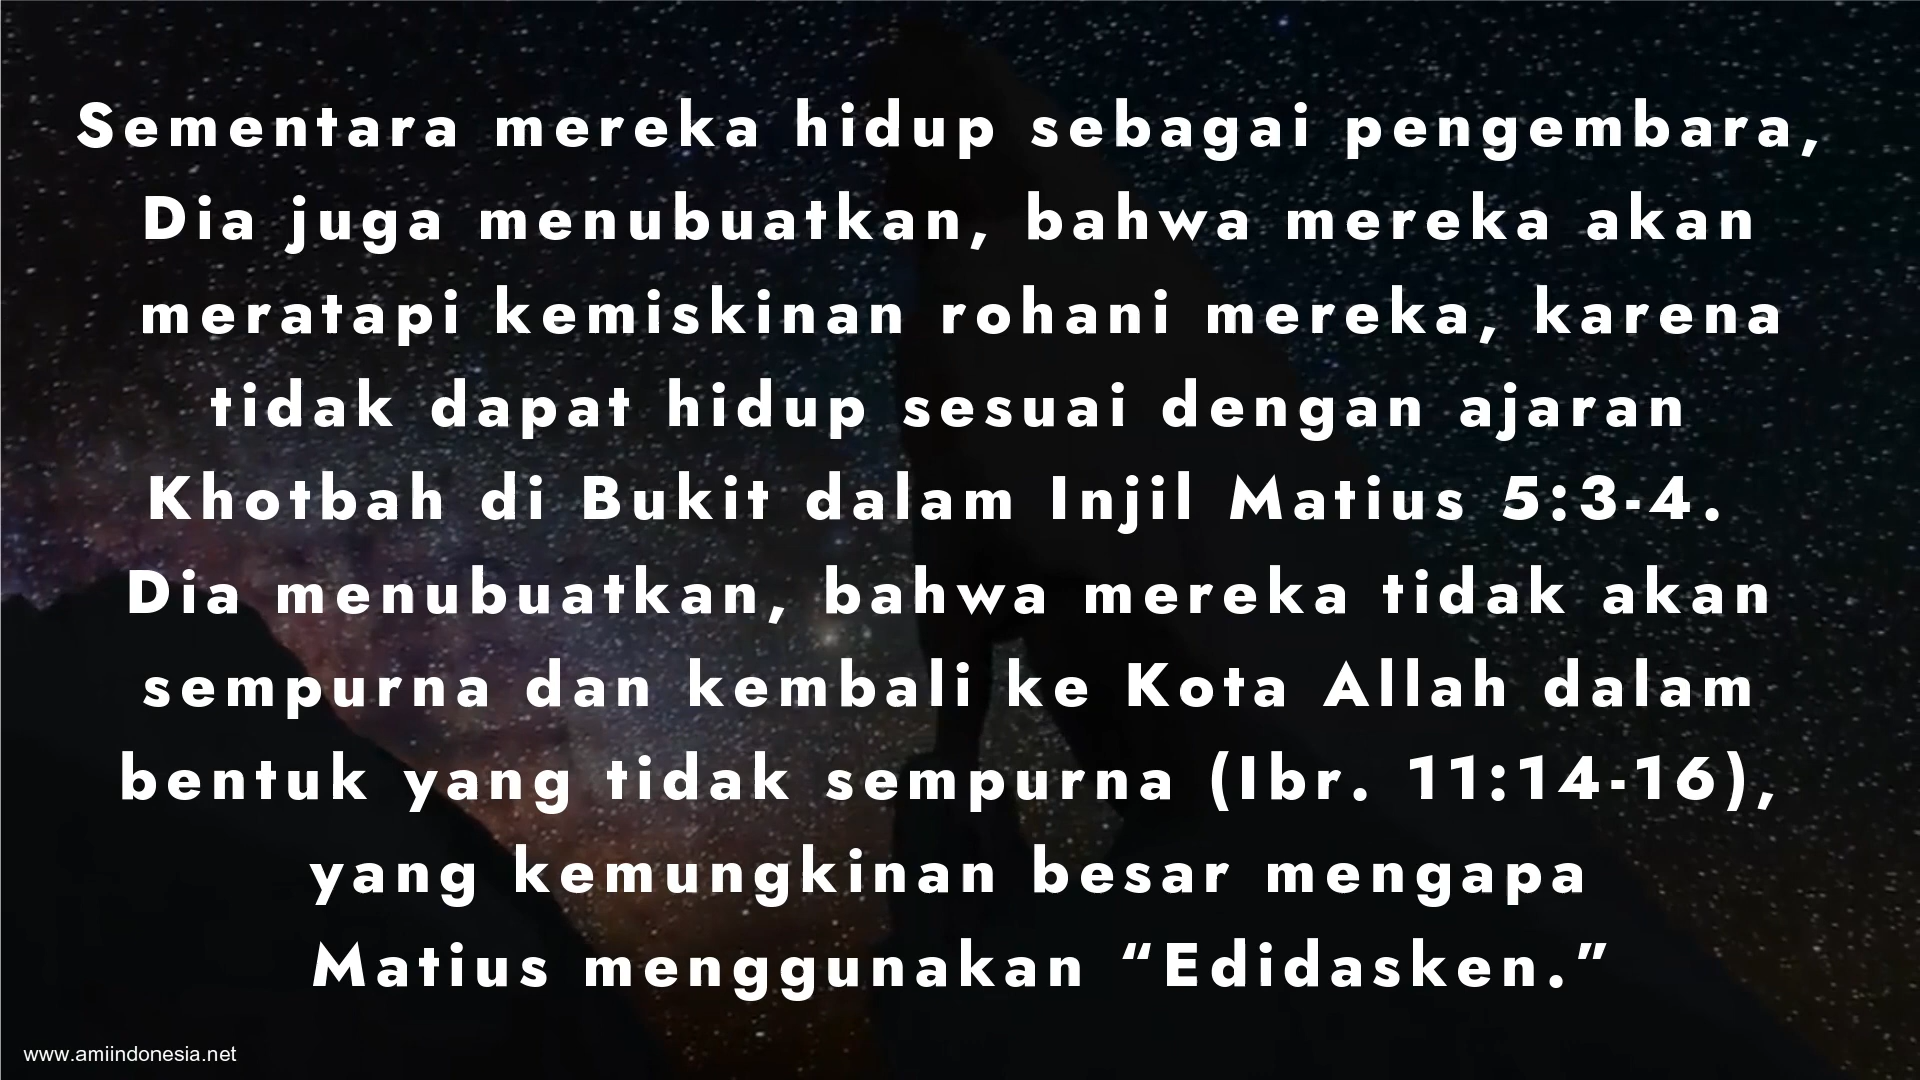 Sementara mereka hidup sebagai pengembara,
Dia juga menubuatkan, bahwa mereka akan
meratapi kemiskinan rohani mereka, karena
tidak dapat hidup sesuai dengan ajaran
Khotbah di Bukit dalam Injil Matius 5:3-4.
Dia menubuatkan, bahwa mereka tidak akan
sempurna dan kembali ke Kota Allah dalam
bentuk yang tidak sempurna (Ibr. 11:14-16),
yang kemungkinan besar mengapa
Matius menggunakan “Edidasken.”
www.amiindonesia.net